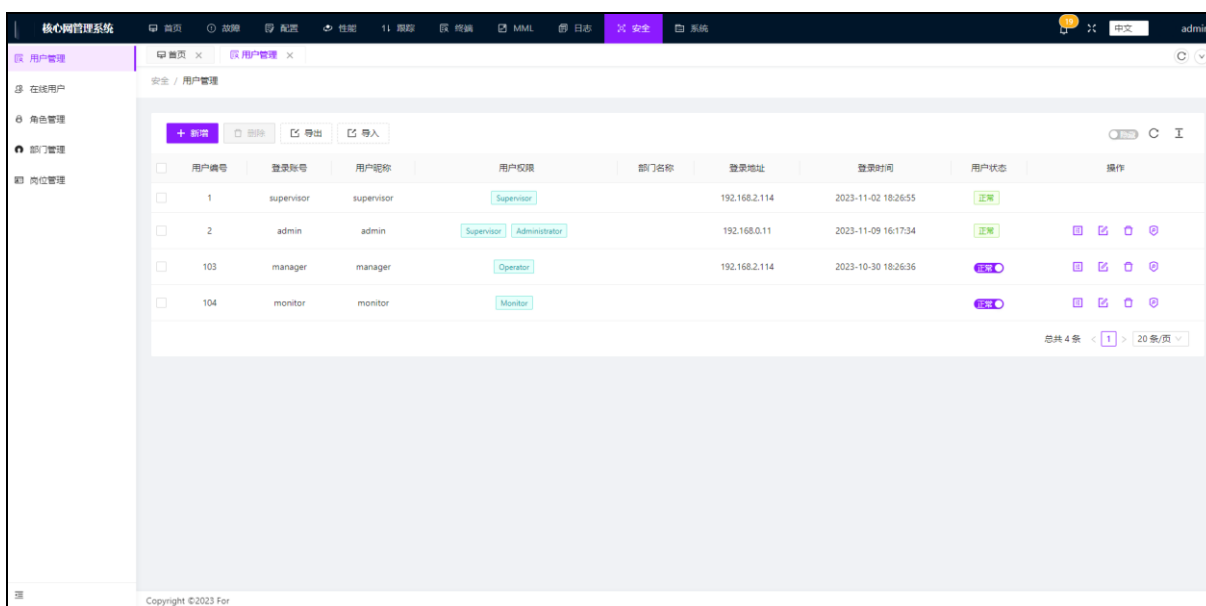 核心网管理系统 首页 故障 配置 性能 跟踪 终端 MML 日志 安全 系统 19 中文 admin
用户管理 首页 用户管理
安全 / 用户管理
在线用户
角色管理
部门管理
岗位管理
新增 删除 导出 导入
用户编号 登录账号 用户昵称 用户权限 部门名称 登录地址 登录时间 用户状态 操作
1 supervisor supervisor Supervisor 192.168.2.114 2023-11-02 18:26:55 正常
2 admin admin Supervisor Administrator 192.168.0.11 2023-11-09 16:17:34 正常
103 manager manager Operator 192.168.2.114 2023-10-30 18:26:36 正常
104 monitor monitor Monitor 正常
总共 4 条 < 1 > 20 条/页
Copyright ©2023 For